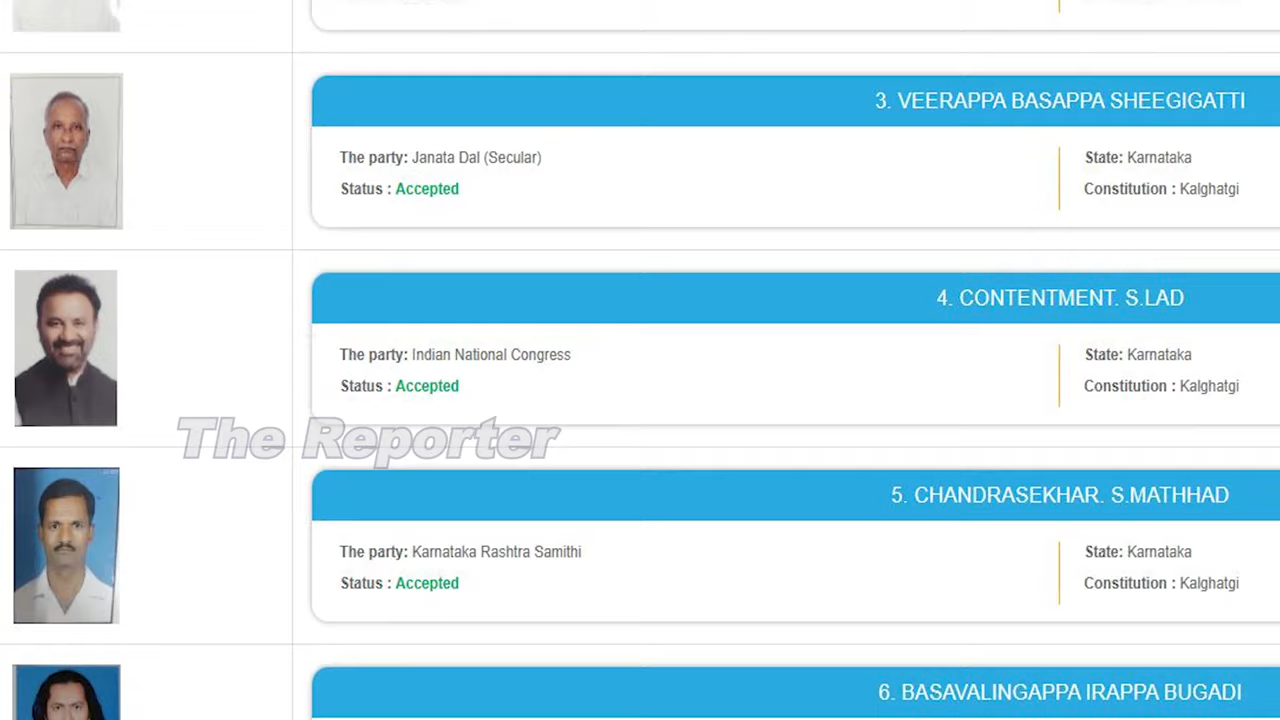 3. VEERAPPA BASAPPA SHEEGIGATTI
The party: Janata Dal (Secular)
State: Karnataka
Status : Accepted
Constitution : Kalghatgi
4. CONTENTMENT. S.LAD
The party: Indian National Congress
State: Karnataka
Status : Accepted
Constitution : Kalghatgi
The Reporter
5. CHANDRASEKHAR. S.MATHHAD
The party: Karnataka Rashtra Samithi
State: Karnataka
Status : Accepted
Constitution : Kalghatgi
6. BASAVALINGAPPA IRAPPA BUGADI